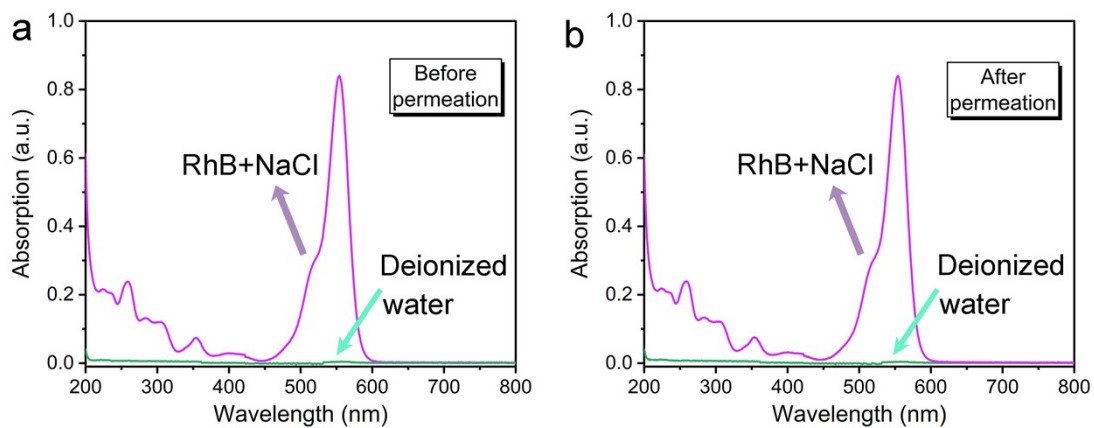 a
1.0
0.8
0.6
0.4
0.2
0.0
Absorption (a.u.)
Before
permeation
RhB+NaCl
Deionized
water
200 300 400 500 600 700 800
Wavelength (nm)
b
1.0
0.8
0.6
0.4
0.2
0.0
Absorption (a.u.)
After
permeation
RhB+NaCl
Deionized
water
200 300 400 500 600 700 800
Wavelength (nm)